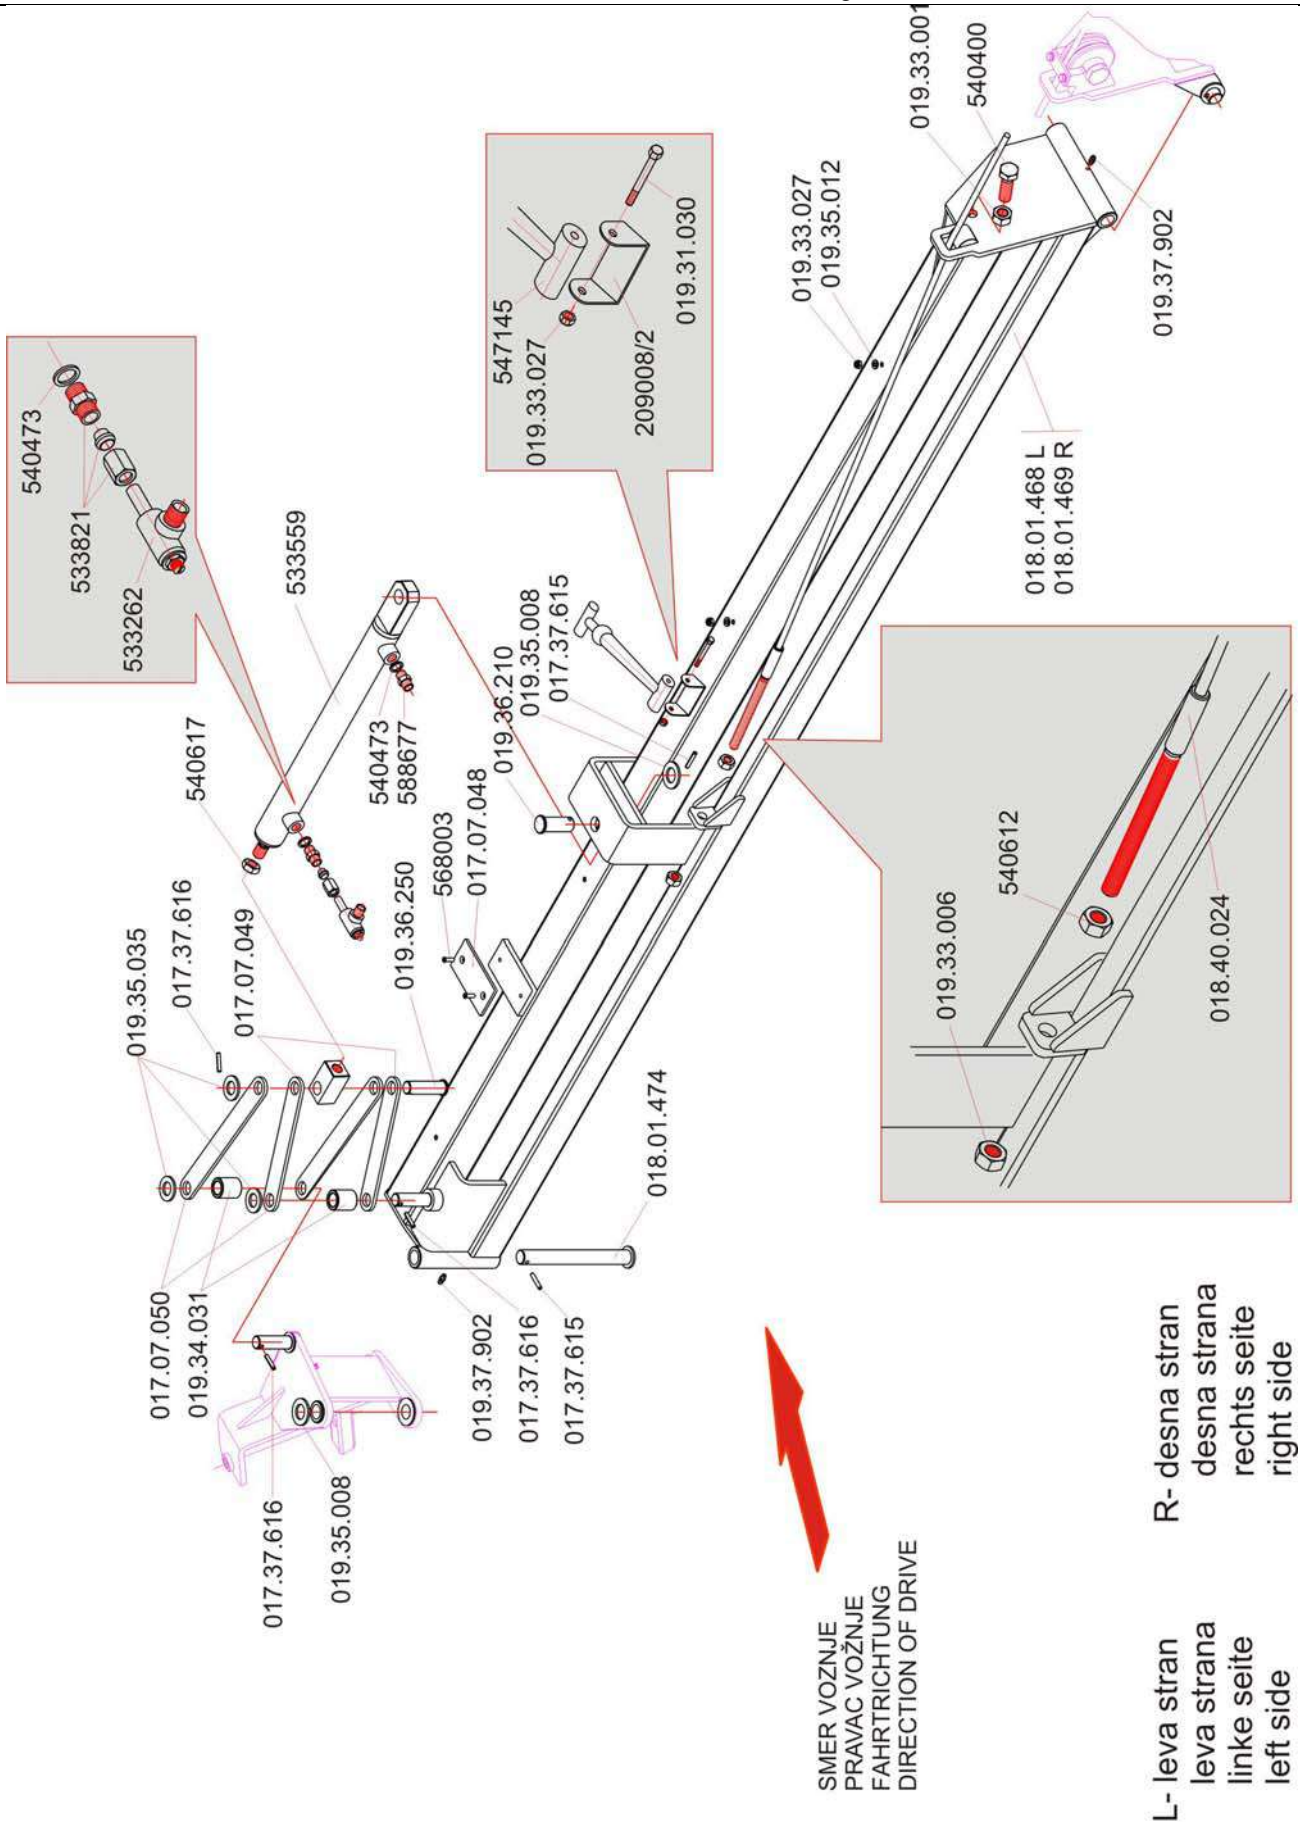 540473
533821
533262
533559
540617
540473
588677
019.35.035
017.37.616
017.07.049
019.36.250
568003
017.07.048
019.36.210
019.35.008
017.37.615
547145
019.33.027
209008/2
019.31.030
019.33.027
019.35.012
019.33.001
540400
019.37.902
018.01.468 L
018.01.469 R
017.07.050
019.34.031
017.37.616
019.35.008
019.37.902
017.37.616
017.37.615
018.01.474
019.33.006
540612
018.40.024
SMER VOZNJE
PRAVAC VOŽNJE
FAHRTRICHTUNG
DIRECTION OF DRIVE
L- leva stran
leva strana
linke seite
left side
R- desna stran
desna strana
rechts seite
right side